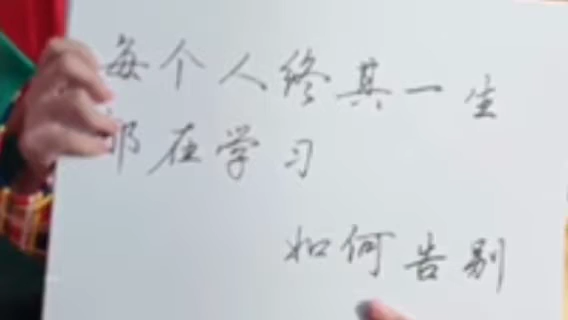 每个人终其一生
都在学习
如何告别